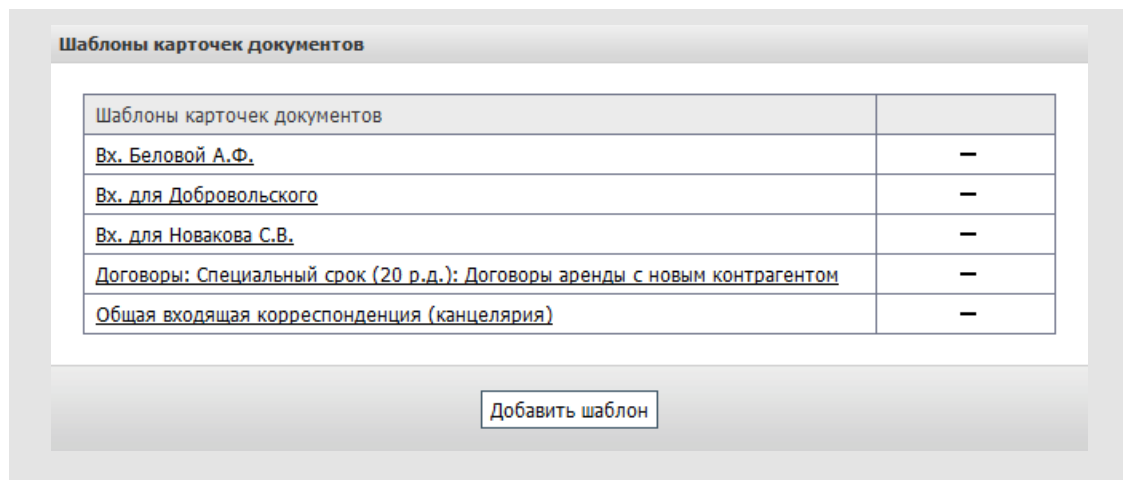 Шаблоны карточек документов
Шаблоны карточек документов
Вх. Беловой А.Ф.
Вх. для Добровольского
Вх. для Новакова С.В.
Договоры: Специальный срок (20 р.д.): Договоры аренды с новым контрагентом
Общая входящая корреспонденция (канцелярия)
Добавить шаблон